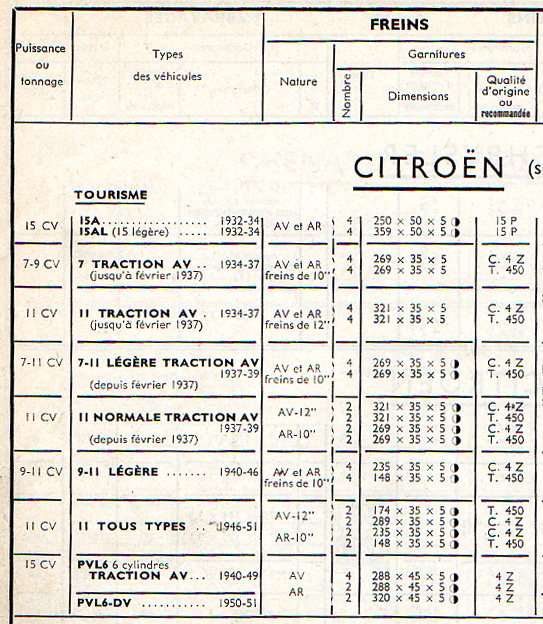 FREINS
Puissance
ou
tonnage
Types
des véhicules
Nature
Garnitures
Nombre
Dimensions
Qualité
d'origine
ou
recommandée
CITROËN (s
TOURISME
15 CV 15A 1932-34 AV et AR 4 250 × 50 × 5 ◑ 15 P
15AL (15 légère) 1932-34 4 359 × 50 × 5 ◑ 15 P
7-9 CV 7 TRACTION AV .. 1934-37 AV et AR 4 269 × 35 × 5 C. 4 Z
(jusqu'à février 1937) freins de 10" 4 269 × 35 × 5 T. 450
11 CV 11 TRACTION AV . 1934-37 AV et AR 4 321 × 35 × 5 C. 4 Z
(jusqu'à février 1937) freins de 12" 4 321 × 35 × 5 T. 450
7-11 CV 7-11 LÉGÈRE TRACTION AV AV et AR 4 269 × 35 × 5 ◑ C. 4 Z
1937-39 freins de 10" 4 269 × 35 × 5 ◑ T. 450
(depuis février 1937)
11 CV 11 NORMALE TRACTION AV AV-12" 2 321 × 35 × 5 ◑ C. 4 Z
1937-39 2 321 × 35 × 5 ◑ T. 450
(depuis février 1937) AR-10" 2 269 × 35 × 5 ◑ C. 4 Z
2 269 × 35 × 5 ◑ T. 450
9-11 CV 9-11 LÉGÈRE ....... 1940-46 AV et AR 4 235 × 35 × 5 ◑ C. 4 Z
freins de 10" 4 148 × 35 × 5 ◑ T. 450
11 CV 11 TOUS TYPES .. 1946-51 AV-12" 2 174 × 35 × 5 ◑ T. 450
2 289 × 35 × 5 ◑ C. 4 Z
AR-10" 2 235 × 35 × 5 ◑ C. 4 Z
2 148 × 35 × 5 ◑ T. 450
15 CV PVL6 6 cylindres
TRACTION AV... 1940-49 AV 4 288 × 45 × 5 ◑ 4 Z
AR 2 288 × 45 × 5 ◑ 4 Z
PVL6-DV ........... 1950-51 2 320 × 45 × 5 ◑ 4 Z